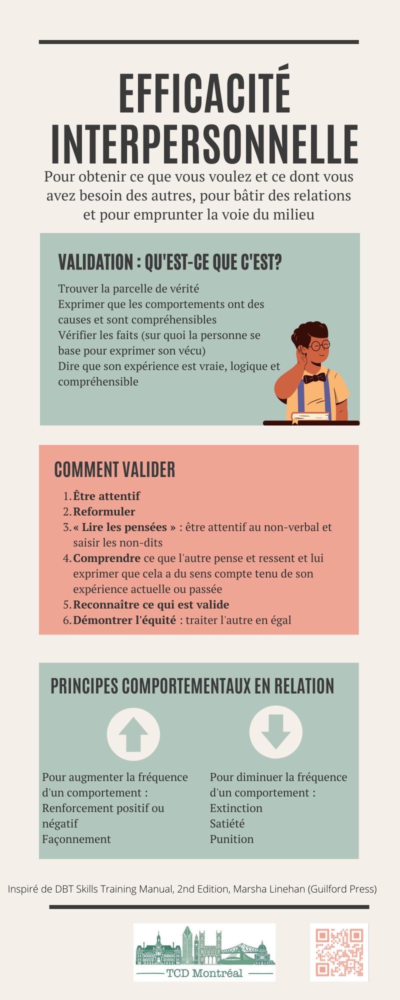 EFFICACITÉ
INTERPERSONNELLE
Pour obtenir ce que vous voulez et ce dont vous
avez besoin des autres, pour bâtir des relations
et pour emprunter la voie du milieu
VALIDATION : QU'EST-CE QUE C'EST?
Trouver la parcelle de vérité
Exprimer que les comportements ont des
causes et sont compréhensibles
Vérifier les faits (sur quoi la personne se
base pour exprimer son vécu)
Dire que son expérience est vraie, logique et
compréhensible
COMMENT VALIDER
1. Être attentif
2. Reformuler
3. « Lire les pensées » : être attentif au non-verbal et
saisir les non-dits
4. Comprendre ce que l'autre pense et ressent et lui
exprimer que cela a du sens compte tenu de son
expérience actuelle ou passée
5. Reconnaître ce qui est valide
6. Démontrer l'équité : traiter l'autre en égal
PRINCIPES COMPORTEMENTAUX EN RELATION
Pour augmenter la fréquence
d'un comportement :
Renforcement positif ou
négatif
Façonnement
Pour diminuer la fréquence
d'un comportement :
Extinction
Satiété
Punition
Inspiré de DBT Skills Training Manual, 2nd Edition, Marsha Linehan (Guilford Press)
TCD Montréal